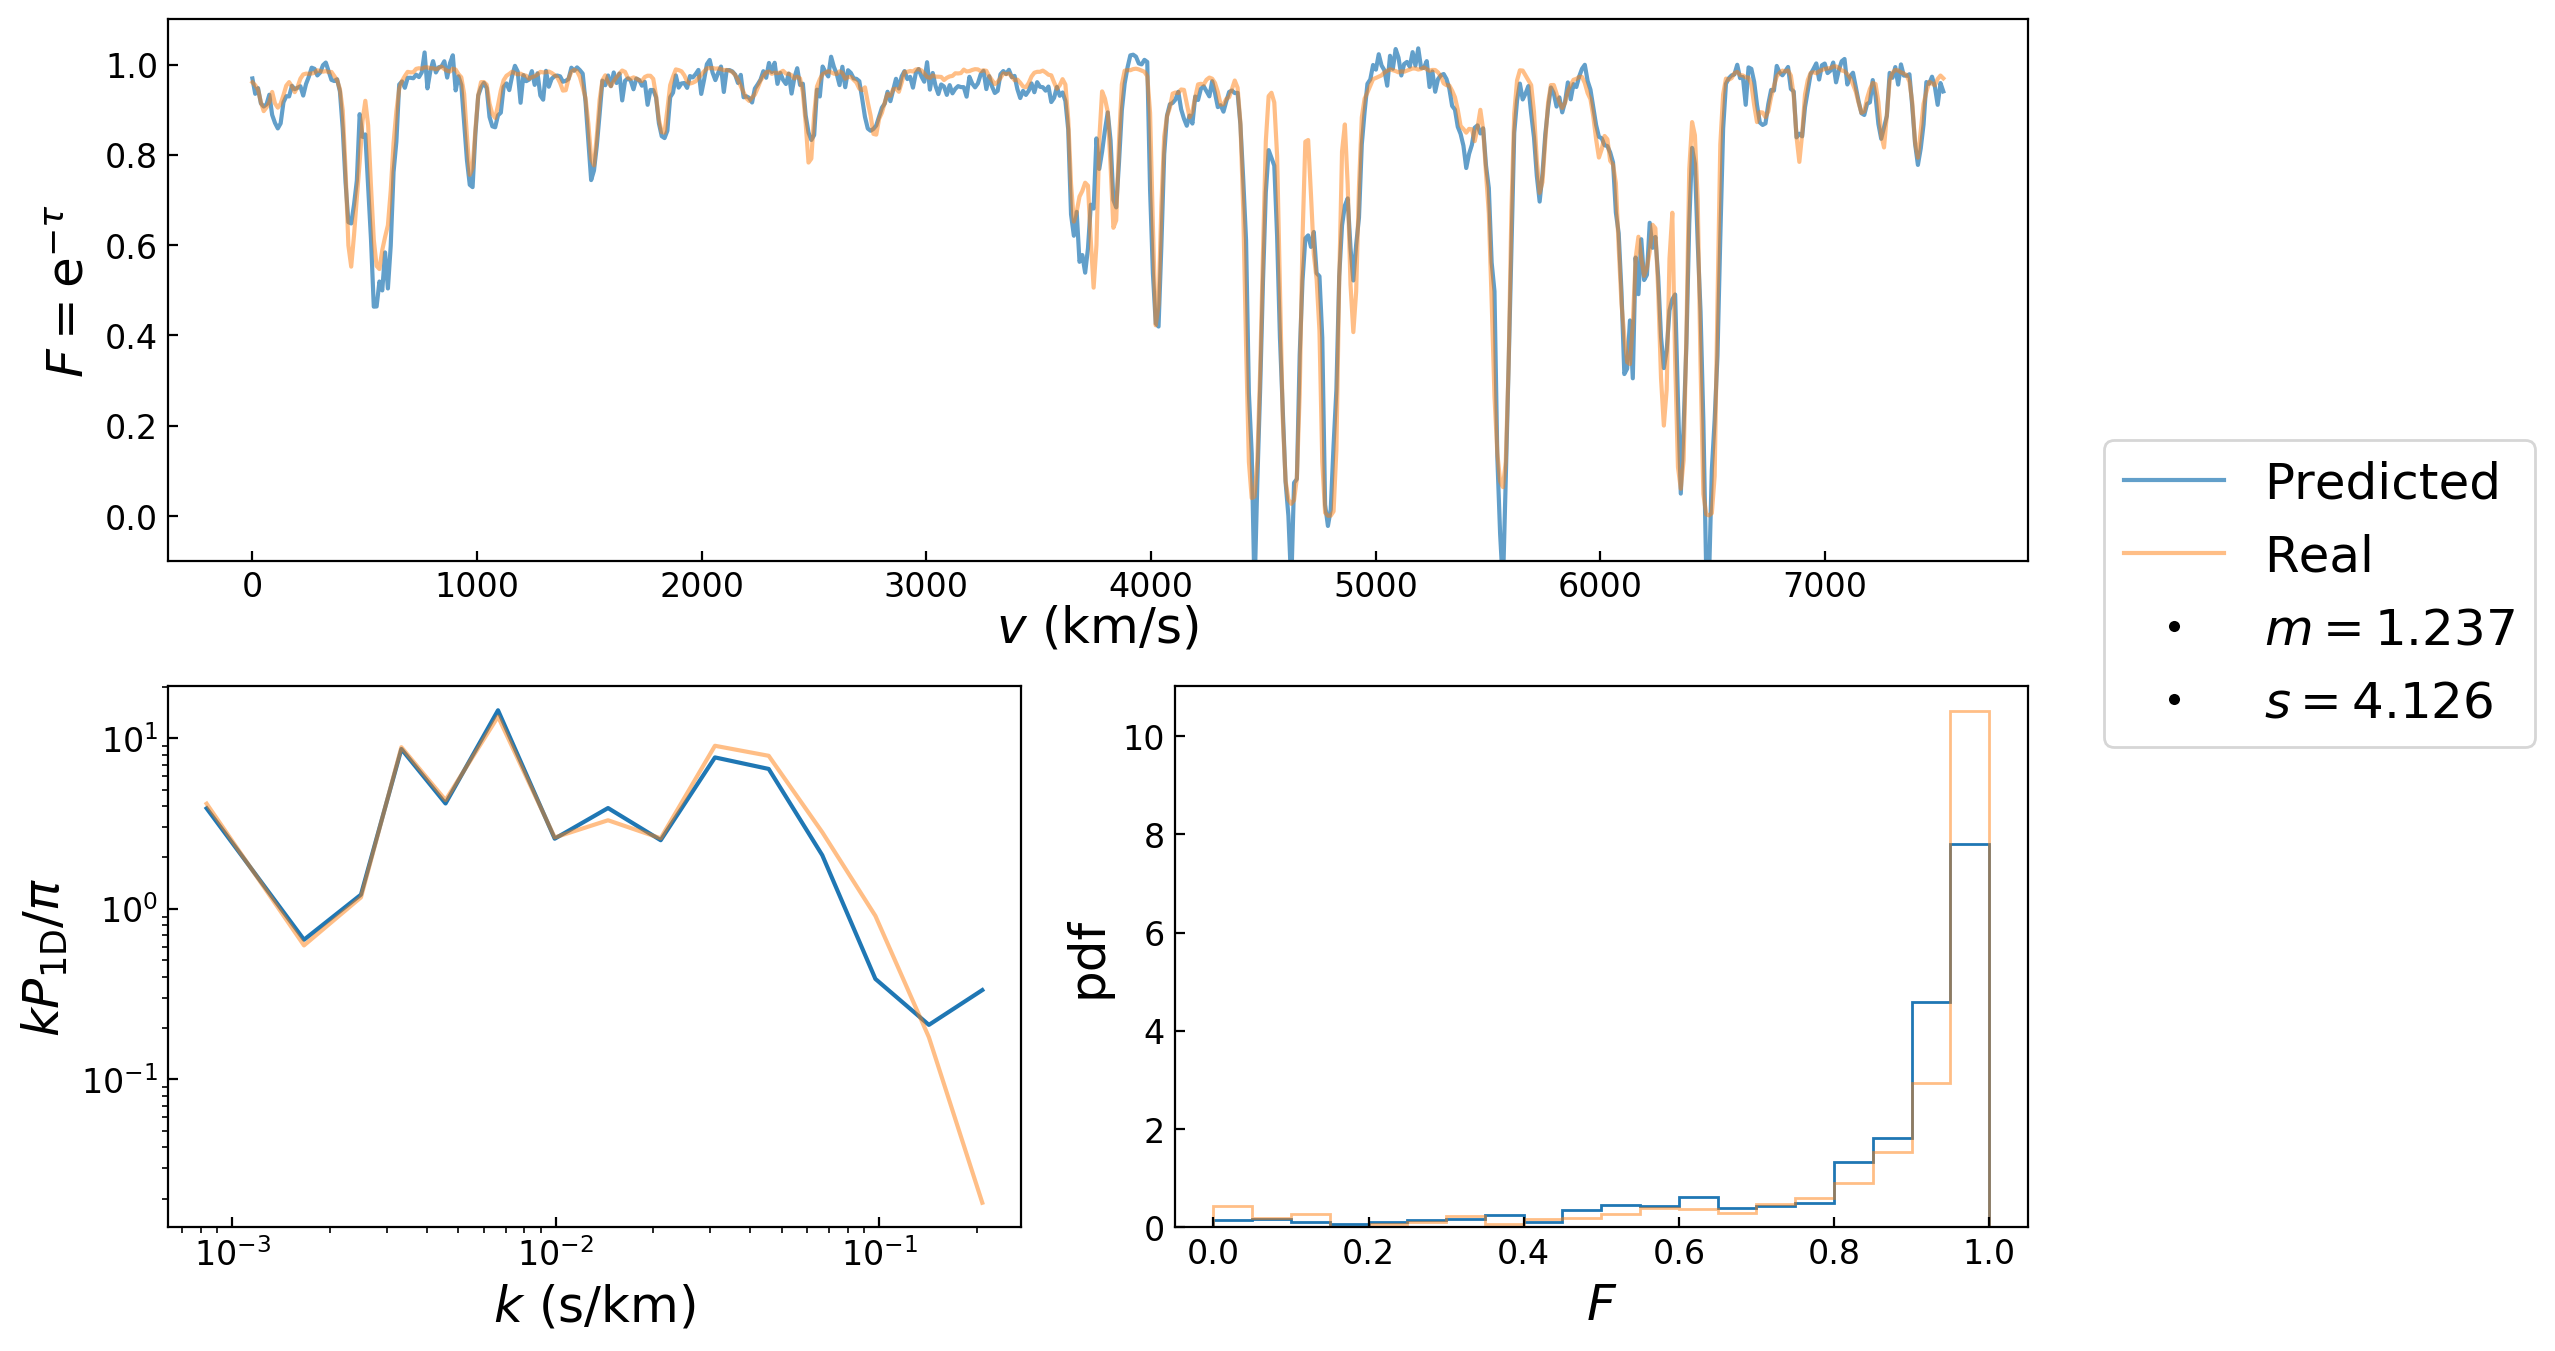 F = e^{−τ}
1.0
0.8
0.6
0.4
0.2
0.0
0 1000 2000 3000 4000 5000 6000 7000
v (km/s)
Predicted
Real
m = 1.237
s = 4.126
kP_{1D}/π
10^1
10^0
10^{−1}
10^{−3} 10^{−2} 10^{−1}
k (s/km)
pdf
10
8
6
4
2
0
0.0 0.2 0.4 0.6 0.8 1.0
F